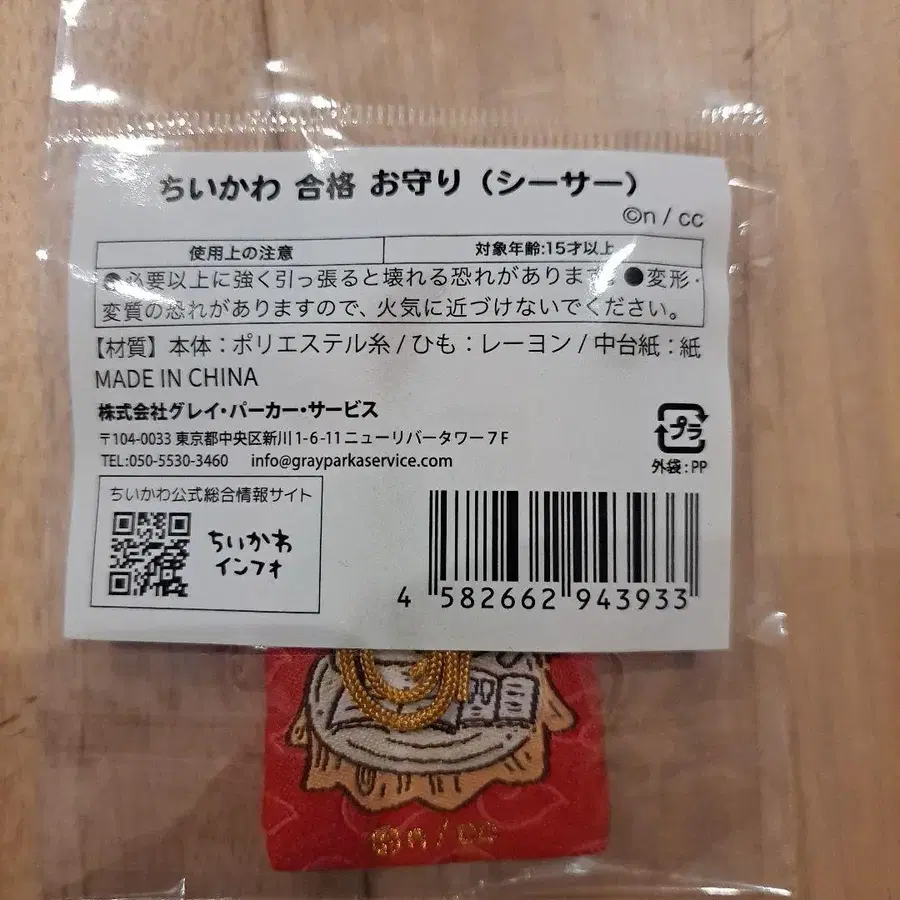 ちいかわ 合格 お守り（シーサー）
©n / cc
使用上の注意
対象年齢:15才以上
●必要以上に強く引っ張ると壊れる恐れがあります。●変形・
変質の恐れがありますので、火気に近づけないでください。
【材質】本体：ポリエステル糸 / ひも：レーヨン / 中台紙：紙
MADE IN CHINA
株式会社グレイ・パーカー・サービス
〒104-0033 東京都中央区新川1-6-11 ニューリバータワー 7F
TEL:050-5530-3460 info@grayparkaservice.com
プラ
外袋：PP
ちいかわ公式総合情報サイト
ちいかわ
インフォ
4 582662 943933
©n / cc